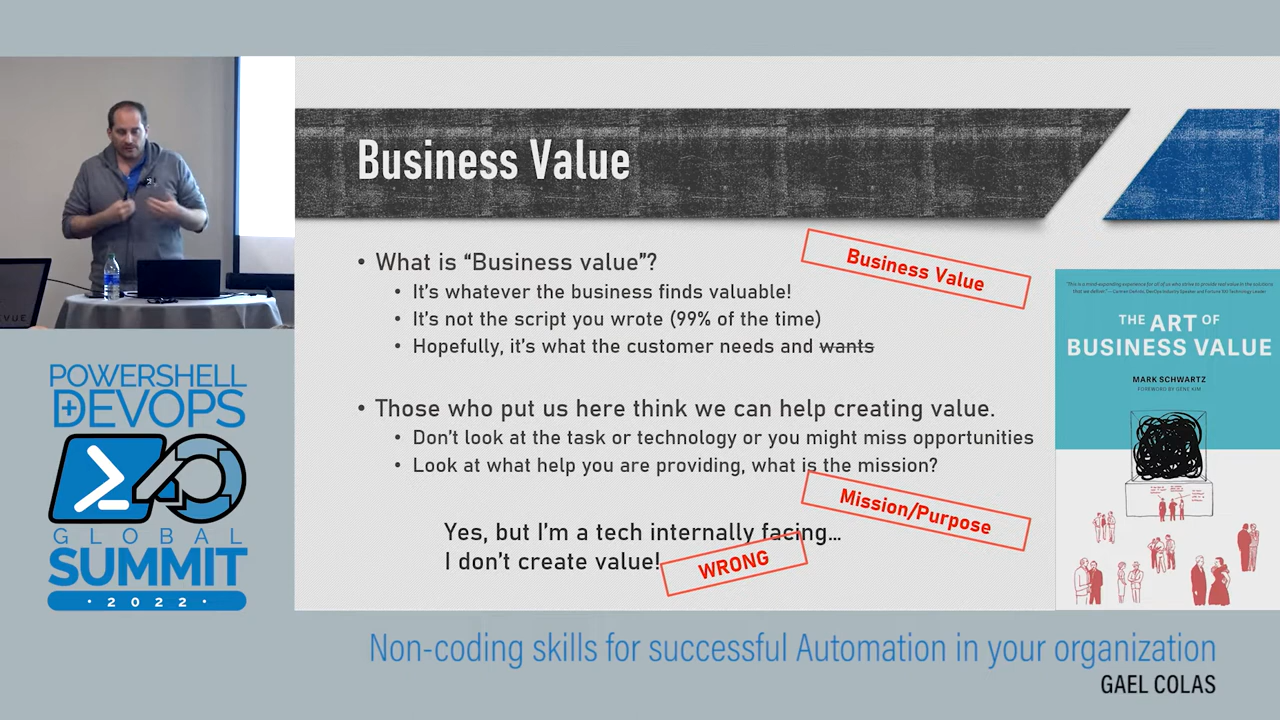 Business Value
• What is “Business value”?
• It’s whatever the business finds valuable!
• It’s not the script you wrote (99% of the time)
• Hopefully, it’s what the customer needs and wants
Business Value
• Those who put us here think we can help creating value.
• Don’t look at the task or technology or you might miss opportunities
• Look at what help you are providing, what is the mission?
Mission/Purpose
Yes, but I’m a tech internally facing…
I don’t create value!
WRONG
THE ART OF
BUSINESS VALUE
MARK SCHWARTZ
FOREWORD BY GENE KIM
POWERSHELL
+ DEVOPS
GLOBAL
SUMMIT
• 2022 •
Non-coding skills for successful Automation in your organization
GAEL COLAS